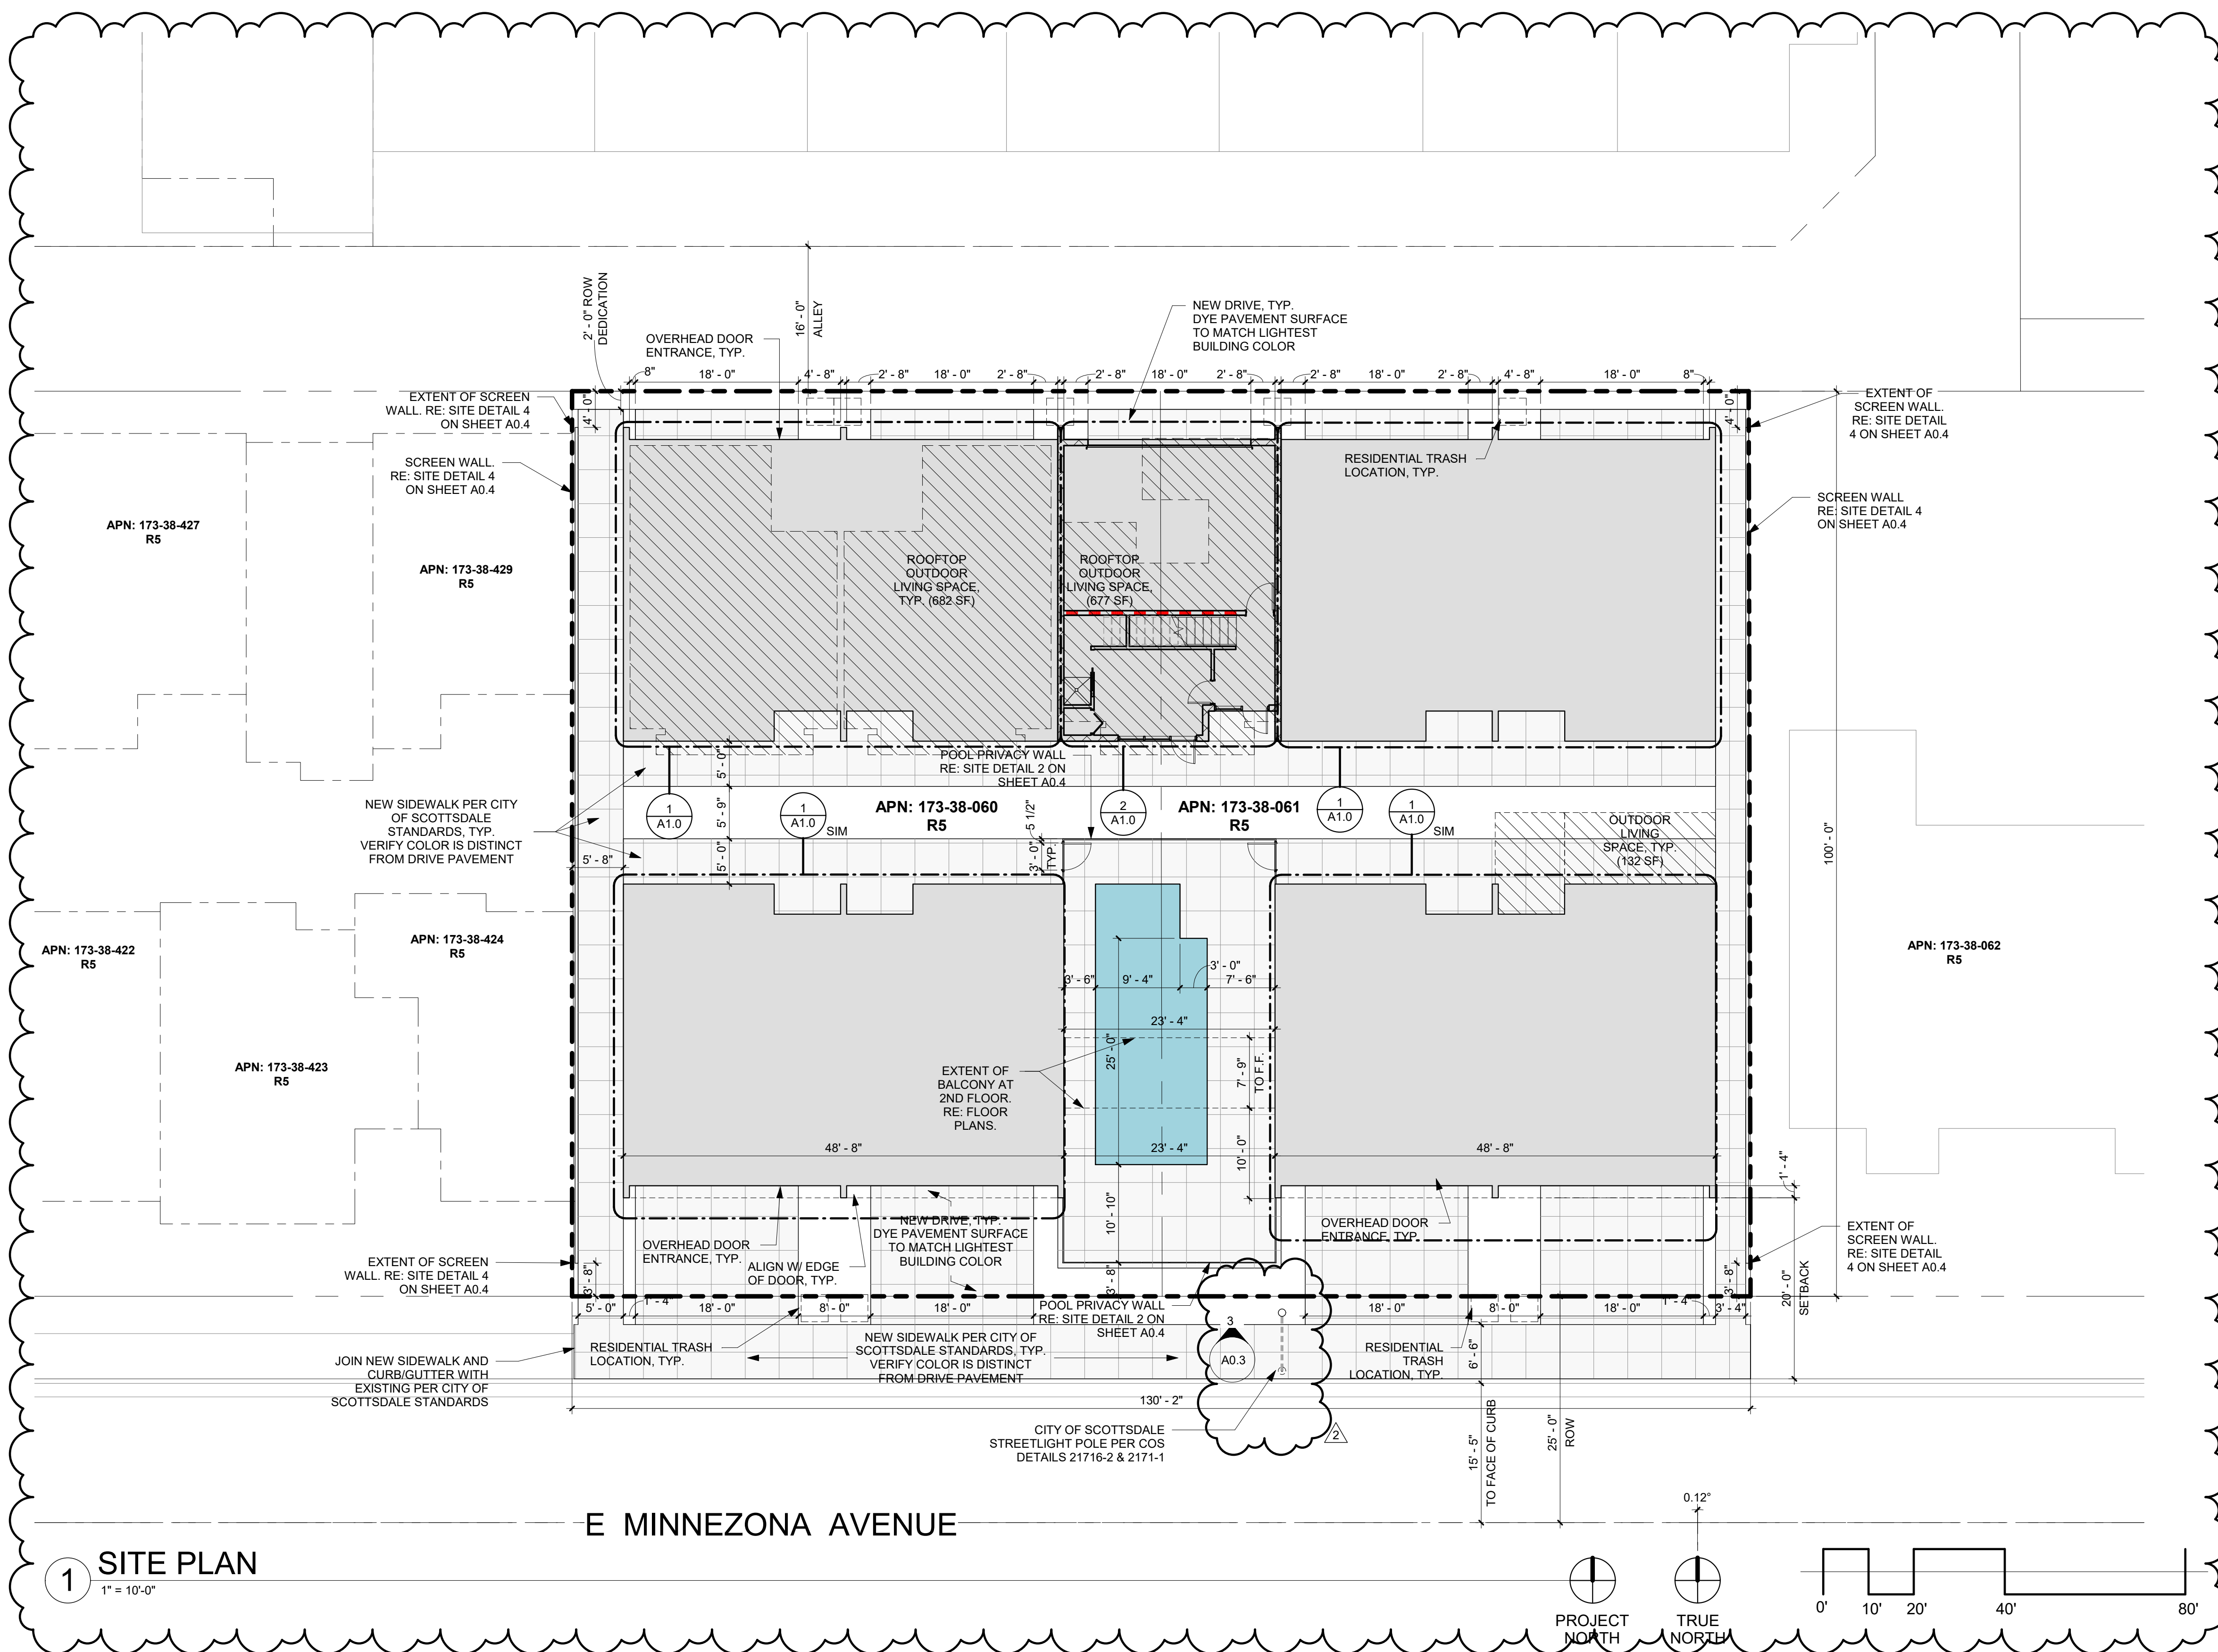 2' - 0" ROW
DEDICATION
16' - 0"
ALLEY
NEW DRIVE, TYP.
DYE PAVEMENT SURFACE
TO MATCH LIGHTEST
BUILDING COLOR
OVERHEAD DOOR
ENTRANCE, TYP.
8"
18' - 0"
4' - 8"
2' - 8"
18' - 0"
2' - 8"
2' - 8"
18' - 0"
2' - 8"
2' - 8"
18' - 0"
2' - 8"
4' - 8"
18' - 0"
8"
EXTENT OF SCREEN
WALL. RE: SITE DETAIL 4
ON SHEET A0.4
4' - 0"
4' - 0"
EXTENT OF
SCREEN WALL.
RE: SITE DETAIL
4 ON SHEET A0.4
SCREEN WALL.
RE: SITE DETAIL 4
ON SHEET A0.4
RESIDENTIAL TRASH
LOCATION, TYP.
SCREEN WALL
RE: SITE DETAIL 4
ON SHEET A0.4
APN: 173-38-427
R5
APN: 173-38-429
R5
ROOFTOP
OUTDOOR
LIVING SPACE,
TYP. (682 SF)
ROOFTOP
OUTDOOR
LIVING SPACE,
(677 SF)
POOL PRIVACY WALL
RE: SITE DETAIL 2 ON
SHEET A0.4
5' - 0"
5' - 9"
5' - 0"
NEW SIDEWALK PER CITY
OF SCOTTSDALE
STANDARDS, TYP.
VERIFY COLOR IS DISTINCT
FROM DRIVE PAVEMENT
1
A1.0
1
A1.0
SIM
APN: 173-38-060
R5
5 1/2"
3' - 0"
TYP.
2
A1.0
APN: 173-38-061
R5
1
A1.0
1
A1.0
SIM
OUTDOOR
LIVING
SPACE, TYP.
(132 SF)
100' - 0"
5' - 8"
APN: 173-38-422
R5
APN: 173-38-424
R5
APN: 173-38-062
R5
APN: 173-38-423
R5
3' - 6"
9' - 4"
3' - 0"
7' - 6"
23' - 4"
25' - 0"
7' - 9"
TO F.F.
EXTENT OF
BALCONY AT
2ND FLOOR.
RE: FLOOR
PLANS.
48' - 8"
23' - 4"
48' - 8"
10' - 0"
10' - 10"
1' - 4"
OVERHEAD DOOR
ENTRANCE, TYP.
ALIGN W/ EDGE
OF DOOR, TYP.
NEW DRIVE, TYP.
DYE PAVEMENT SURFACE
TO MATCH LIGHTEST
BUILDING COLOR
OVERHEAD DOOR
ENTRANCE, TYP.
EXTENT OF SCREEN
WALL. RE: SITE DETAIL 4
ON SHEET A0.4
EXTENT OF
SCREEN WALL.
RE: SITE DETAIL
4 ON SHEET A0.4
3' - 8"
3' - 8"
3' - 8"
20' - 0"
SETBACK
5' - 0"
1' - 4"
18' - 0"
8' - 0"
18' - 0"
18' - 0"
8' - 0"
18' - 0"
1' - 4"
3' - 4"
POOL PRIVACY WALL
RE: SITE DETAIL 2 ON
SHEET A0.4
RESIDENTIAL TRASH
LOCATION, TYP.
NEW SIDEWALK PER CITY OF
SCOTTSDALE STANDARDS, TYP.
VERIFY COLOR IS DISTINCT
FROM DRIVE PAVEMENT
3
A0.3
RESIDENTIAL
TRASH
LOCATION, TYP.
6' - 6"
JOIN NEW SIDEWALK AND
CURB/GUTTER WITH
EXISTING PER CITY OF
SCOTTSDALE STANDARDS
130' - 2"
CITY OF SCOTTSDALE
STREETLIGHT POLE PER COS
DETAILS 21716-2 & 2171-1
2
15' - 5"
TO FACE OF CURB
25' - 0"
ROW
0.12°
E MINNEZONA AVENUE
1
SITE PLAN
1" = 10'-0"
PROJECT
NORTH
TRUE
NORTH
0'
10'
20'
40'
80'